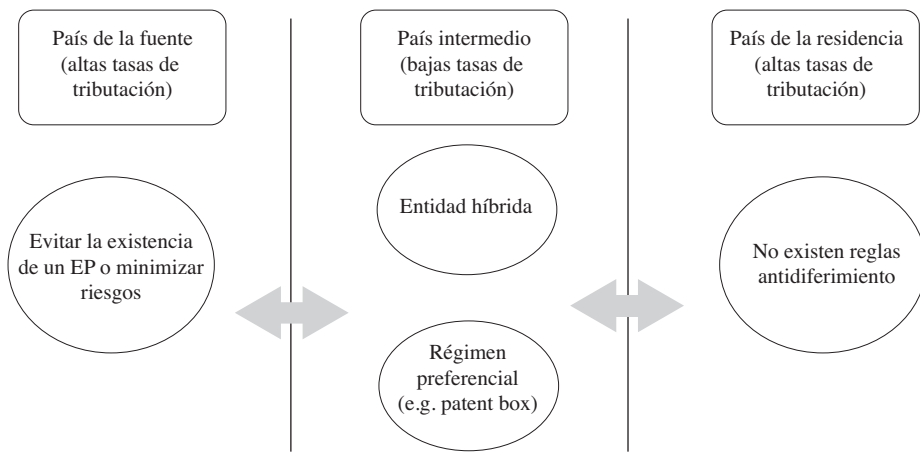 País de la fuente
(altas tasas de
tributación)
País intermedio
(bajas tasas de
tributación)
País de la residencia
(altas tasas de
tributación)
Evitar la existencia
de un EP o minimizar
riesgos
Entidad híbrida
Régimen
preferencial
(e.g. patent box)
No existen reglas
antidiferimiento